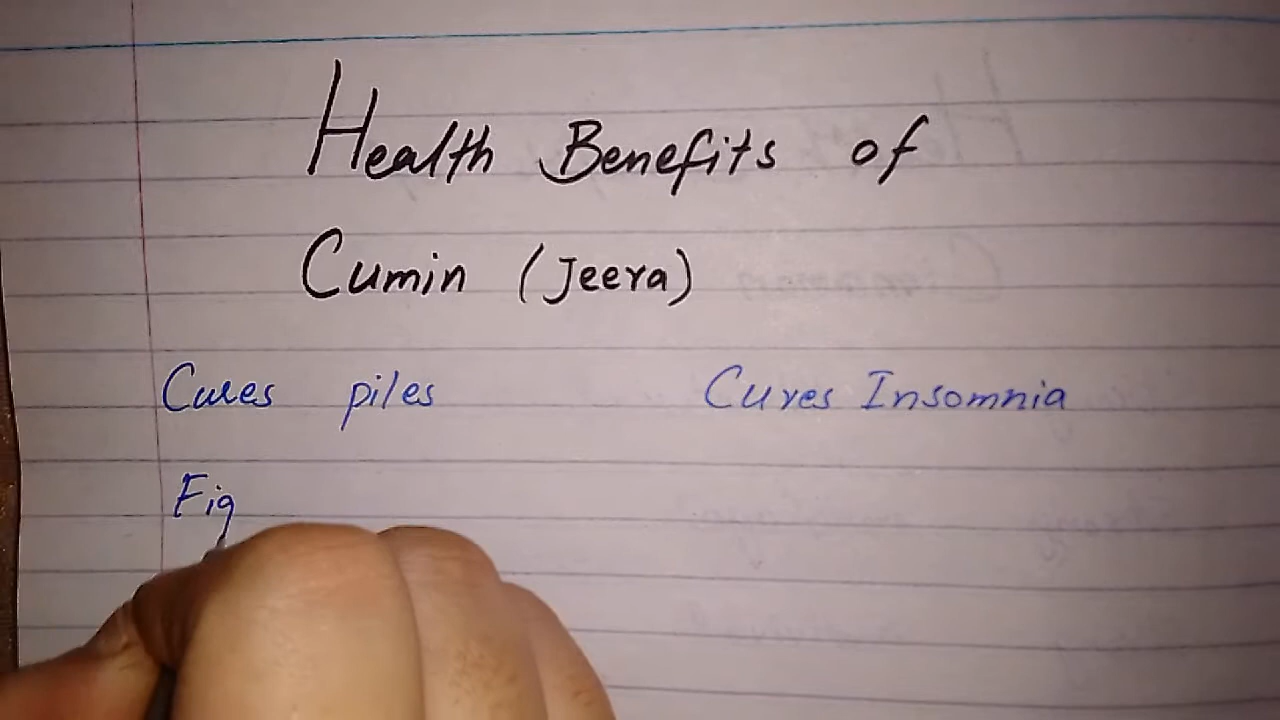 Health Benefits of
Cumin (Jeera)
Cures piles Cures Insomnia
Fig